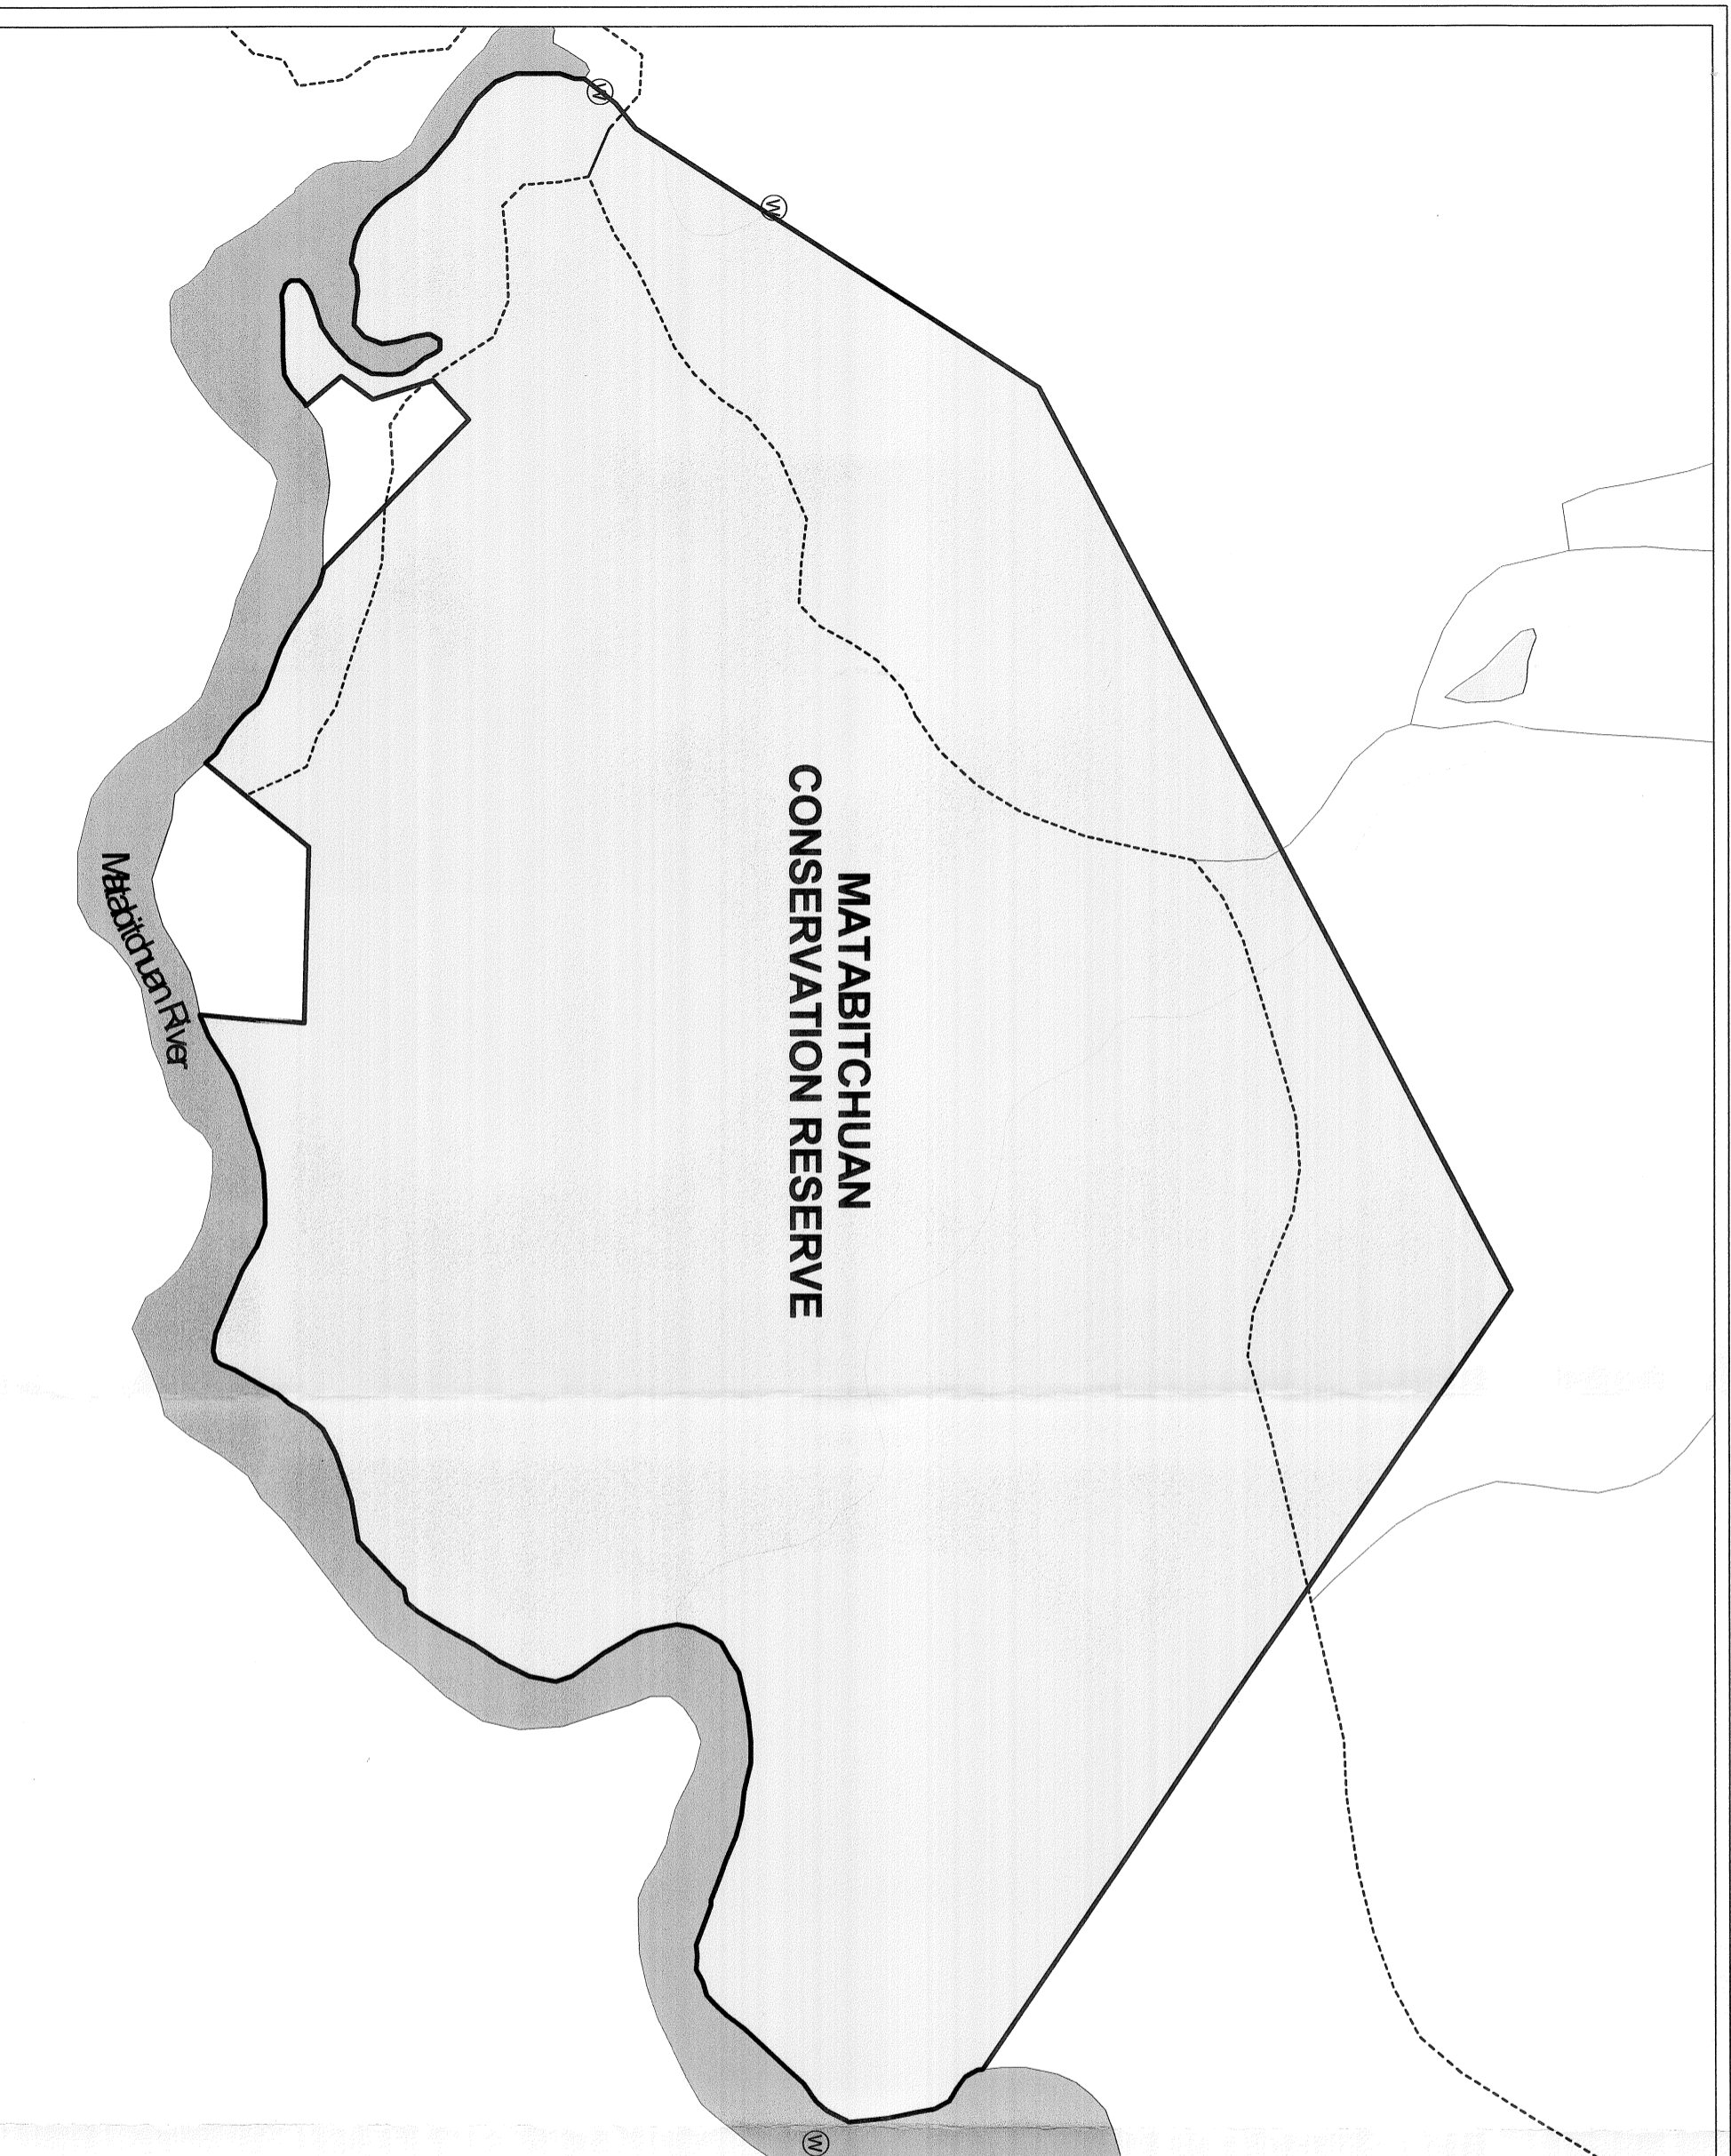 MATABITCHUAN
CONSERVATION RESERVE
Matabitchuan River
W
W
W